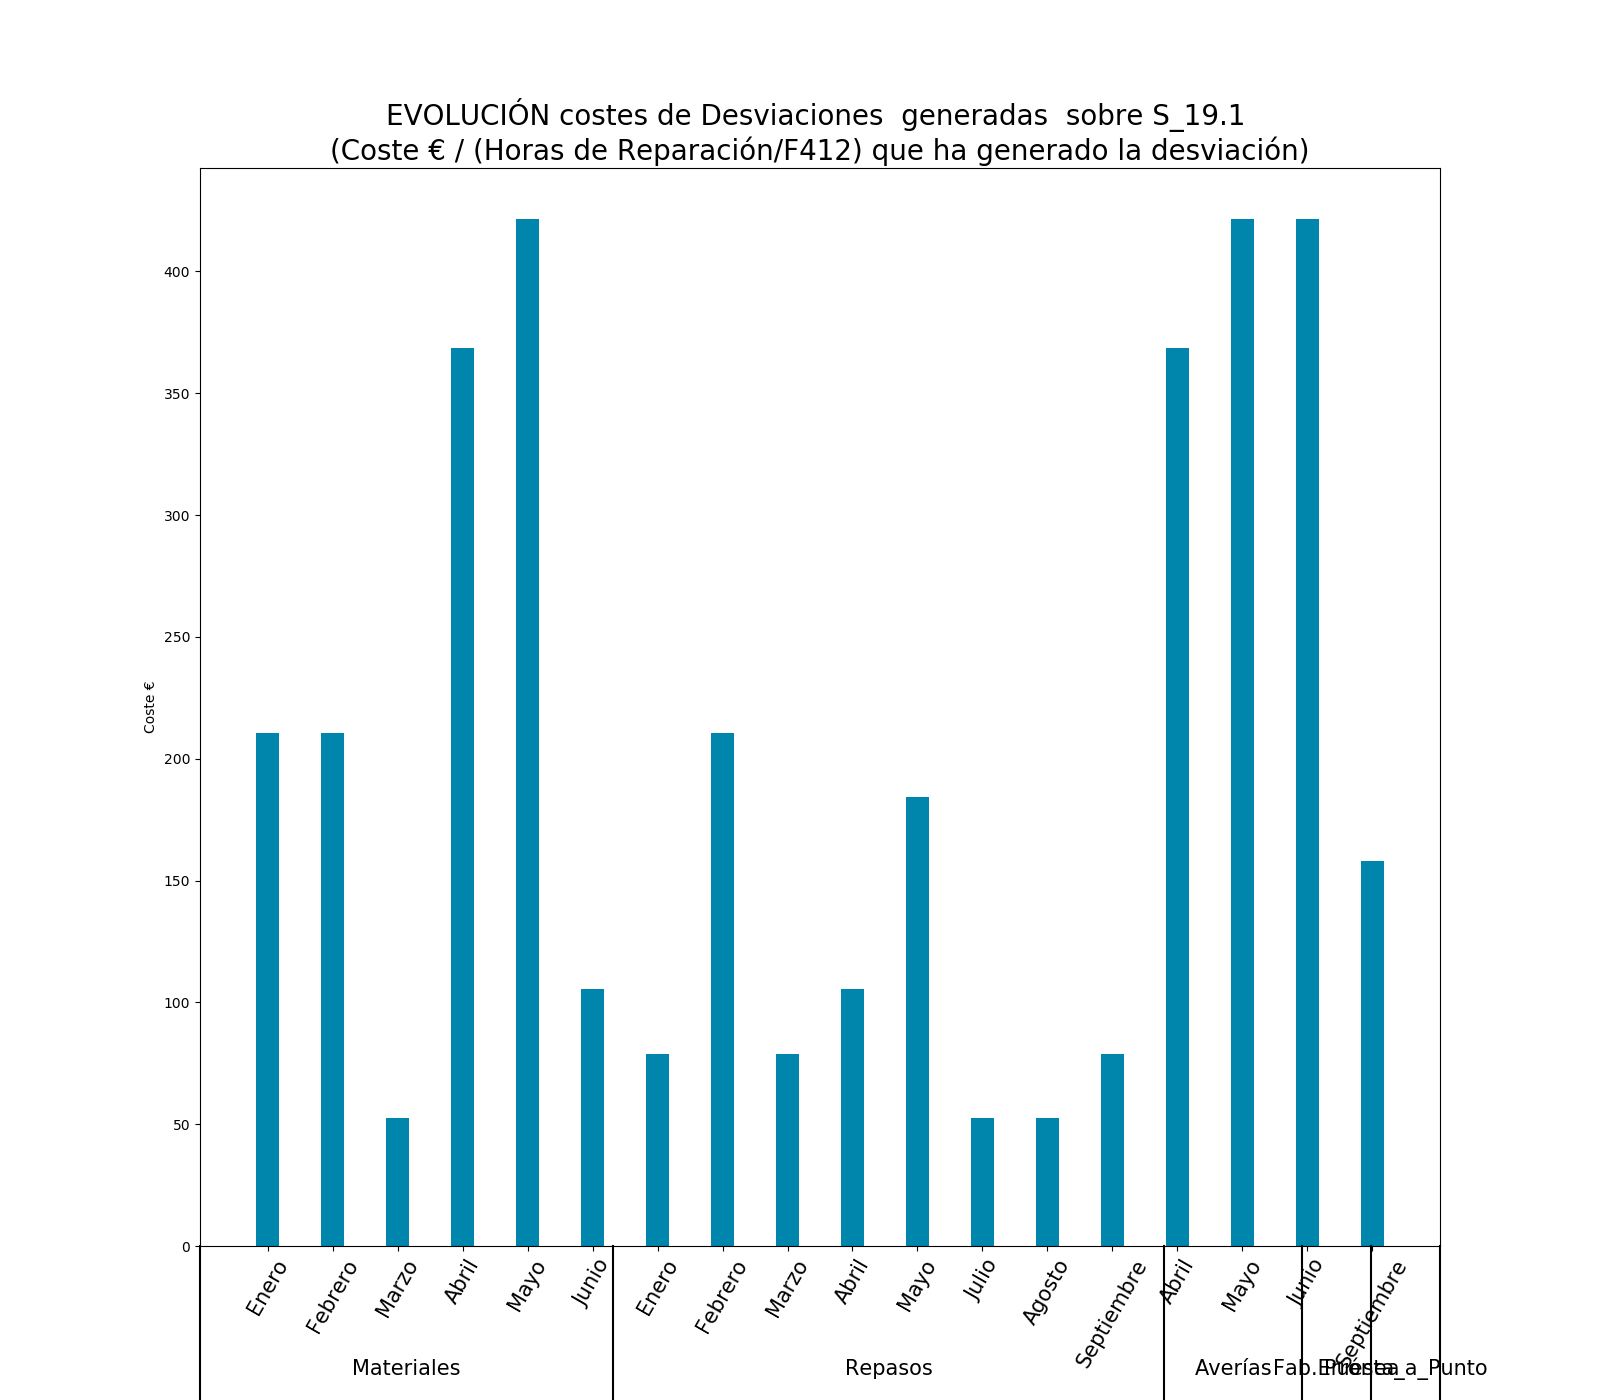 EVOLUCIÓN costes de Desviaciones  generadas  sobre S_19.1
(Coste € / (Horas de Reparación/F412) que ha generado la desviación)
Coste €
400
350
300
250
200
150
100
50
0
Enero Febrero Marzo Abril Mayo Junio Enero Febrero Marzo Abril Mayo Julio Agosto Septiembre Abril Mayo Junio Septiembre
Materiales Repasos Averías Fab. Puesta_a_Punto